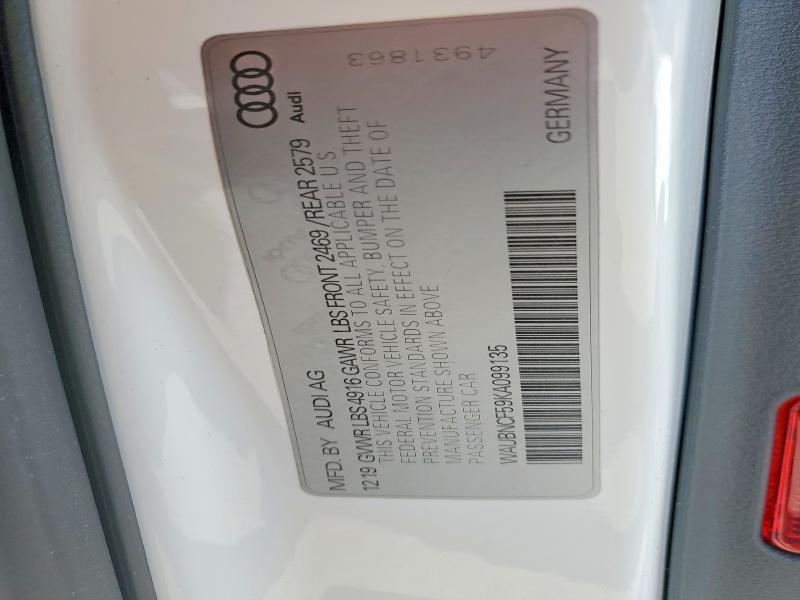 MFD. BY AUDI AG
12 19 GVWR LBS 4916 GAWR LBS FRONT 2469 /REAR 2579
THIS VEHICLE CONFORMS TO ALL APPLICABLE U S.
FEDERAL MOTOR VEHICLE SAFETY, BUMPER AND THEFT
PREVENTION STANDARDS IN EFFECT ON THE DATE OF
MANUFACTURE SHOWN ABOVE
PASSENGER CAR
WAUBNCF59KA099135
Audi
4931863
GERMANY